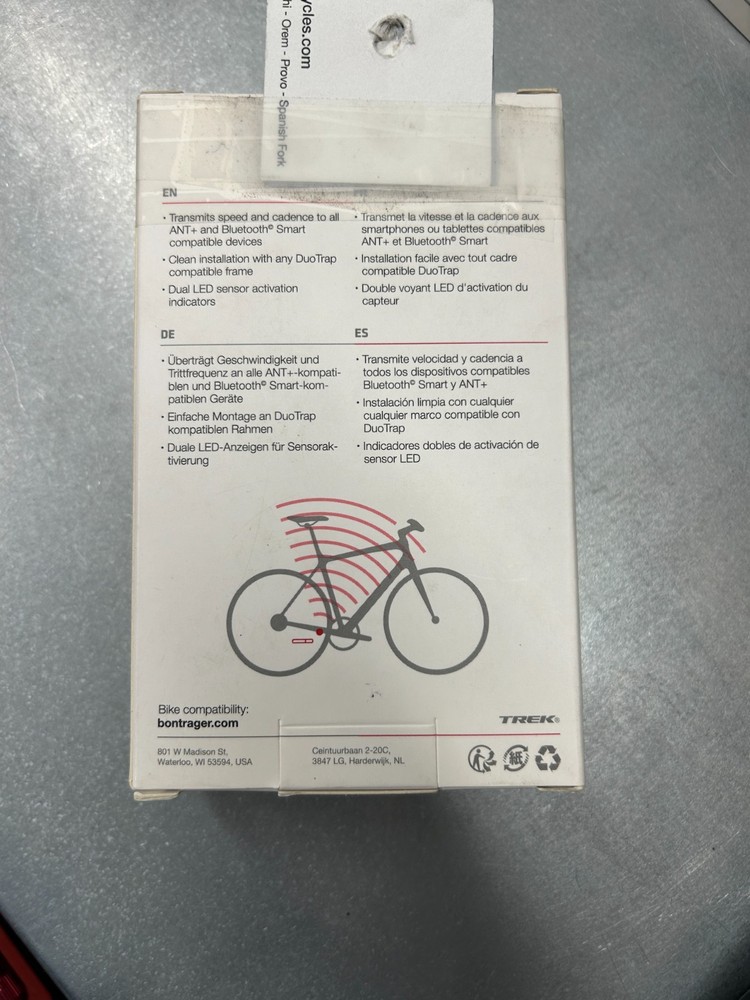 ycles.com
hi - Orem - Provo - Spanish Fork
EN
• Transmits speed and cadence to all
ANT+ and Bluetooth® Smart
compatible devices
• Clean installation with any DuoTrap
compatible frame
• Dual LED sensor activation
indicators
• Transmet la vitesse et la cadence aux
smartphones ou tablettes compatibles
ANT+ et Bluetooth® Smart
• Installation facile avec tout cadre
compatible DuoTrap
• Double voyant LED d'activation du
capteur
DE
• Überträgt Geschwindigkeit und
Trittfrequenz an alle ANT+-kompati-
blen und Bluetooth® Smart-kom-
patiblen Geräte
• Einfache Montage an DuoTrap
kompatiblen Rahmen
• Duale LED-Anzeigen für Sensorak-
tivierung
ES
• Transmite velocidad y cadencia a
todos los dispositivos compatibles
Bluetooth® Smart y ANT+
• Instalación limpia con cualquier
cualquier marco compatible con
DuoTrap
• Indicadores dobles de activación de
sensor LED
Bike compatibility:
bontrager.com
TREK®
801 W Madison St,
Waterloo, WI 53594, USA
Ceintuurbaan 2-20C,
3847 LG, Harderwijk, NL
紙